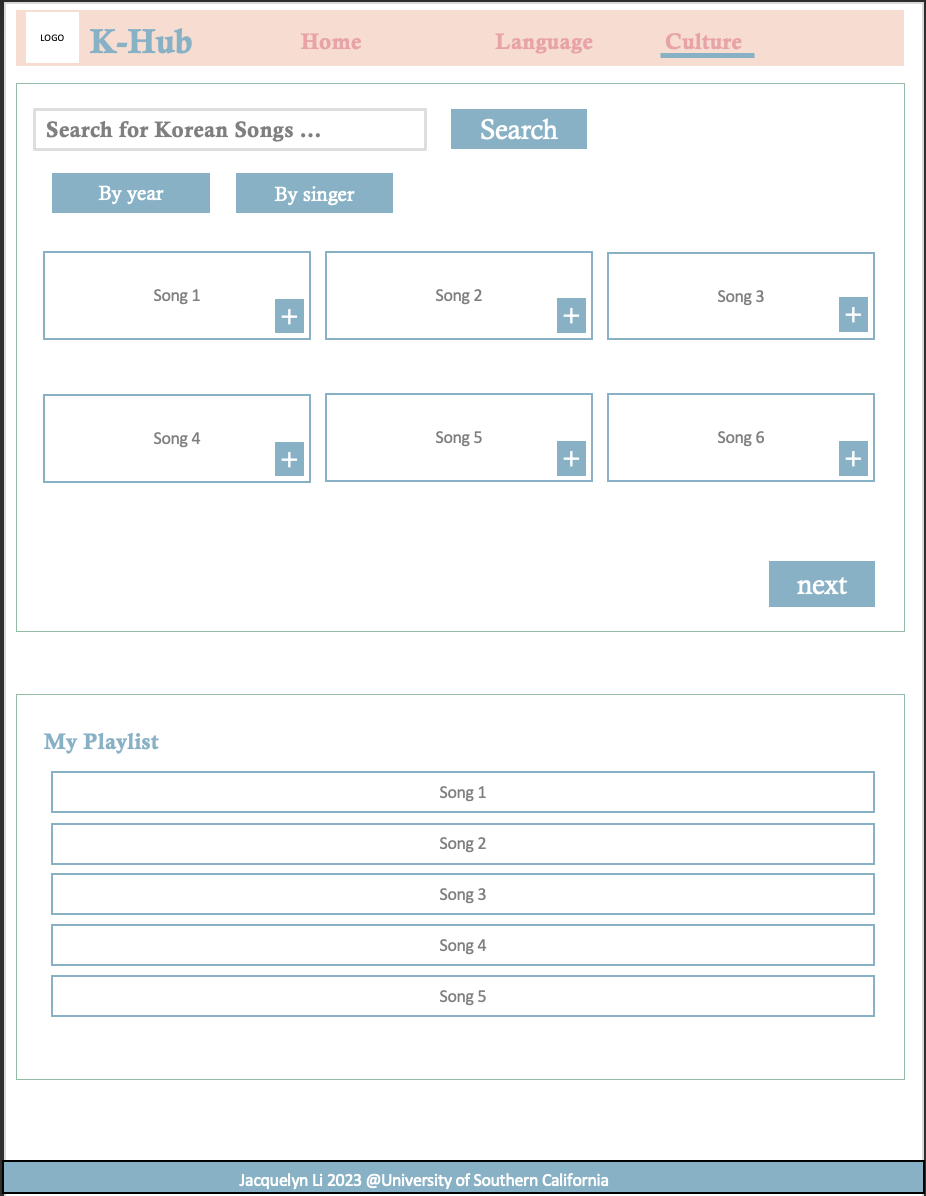 LOGO
K-Hub
Home
Language
Culture
Search for Korean Songs ...
Search
By year
By singer
Song 1
+
Song 2
+
Song 3
+
Song 4
+
Song 5
+
Song 6
+
next
My Playlist
Song 1
Song 2
Song 3
Song 4
Song 5
Jacquelyn Li 2023 @University of Southern California